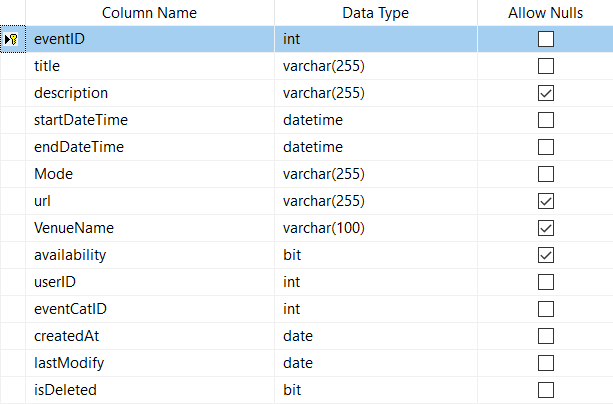 Column Name Data Type Allow Nulls
eventID int
title varchar(255)
description varchar(255)
startDateTime datetime
endDateTime datetime
Mode varchar(255)
url varchar(255)
VenueName varchar(100)
availability bit
userID int
eventCatID int
createdAt date
lastModify date
isDeleted bit